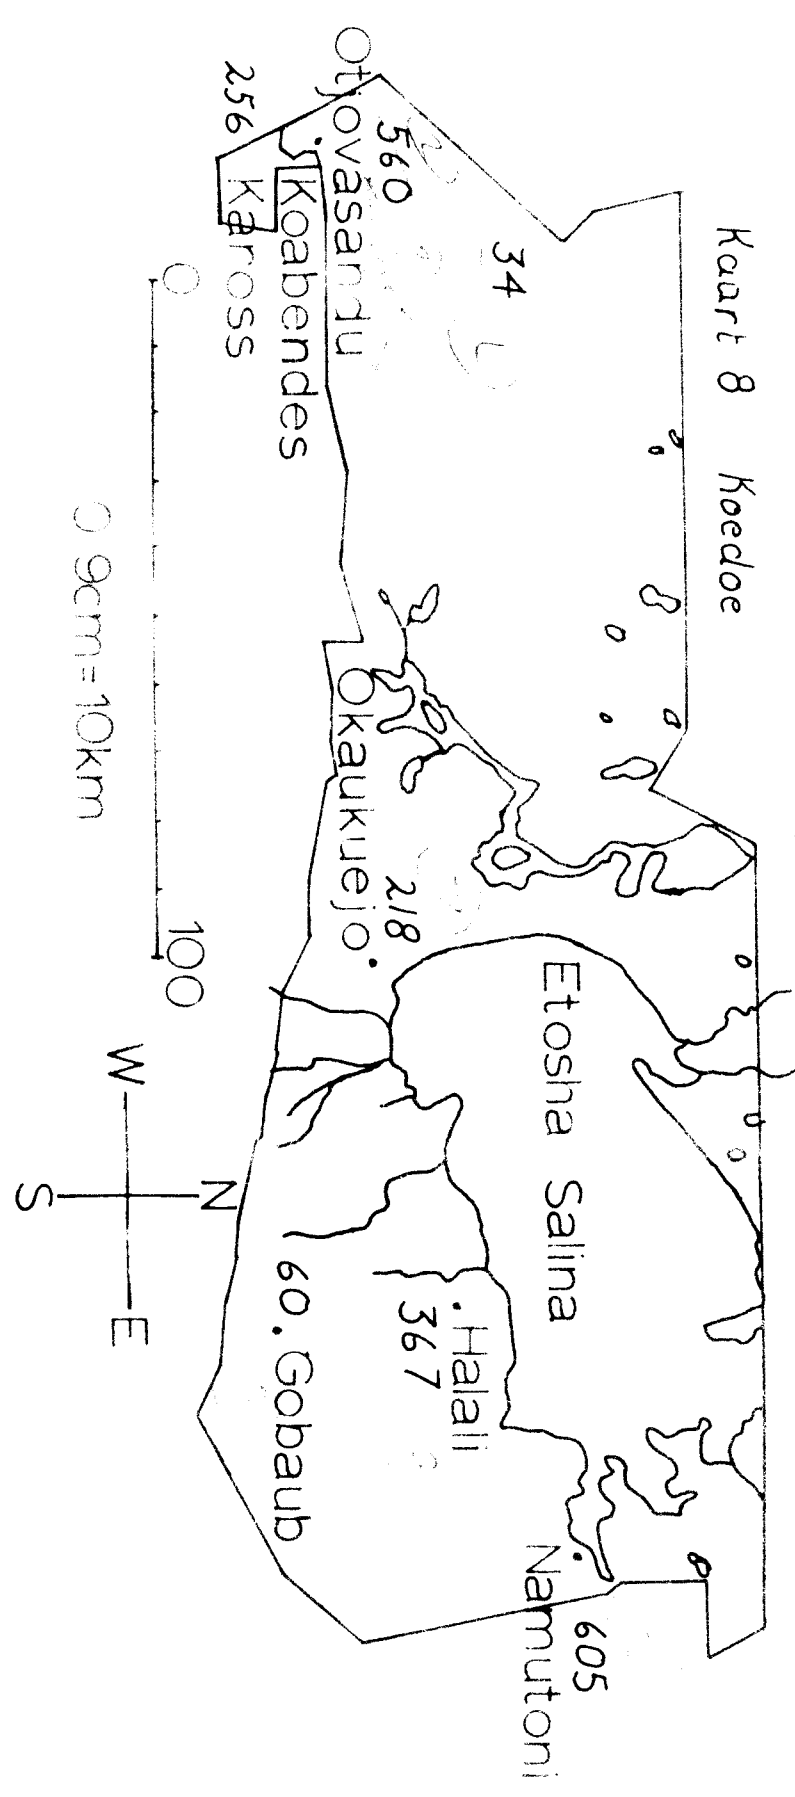 Kaart 8 Koedoe
34
560
Otjovasandu
Koabendes
256
Kaross
Okaukuejo
218
Etosha Salina
Halali
367
60
Gobaub
Namutoni
605
0
100
0 9cm=10km
N
W
E
S